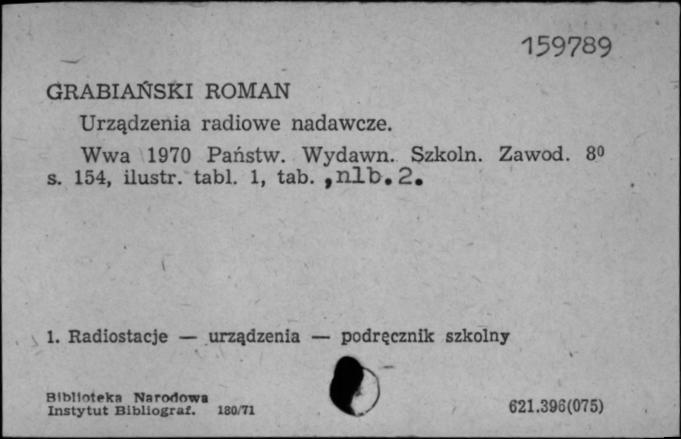 159789
GRABIAŃSKI ROMAN
Urządzenia radiowe nadawcze.
Wwa 1970 Państw. Wydawn. Szkoln. Zawod. 8º
s. 154, ilustr. tabl. 1, tab. , nlb. 2.
1. Radiostacje — urządzenia — podręcznik szkolny
Biblioteka Narodowa
Instytut Bibliograf. 180/71
621.396(075)